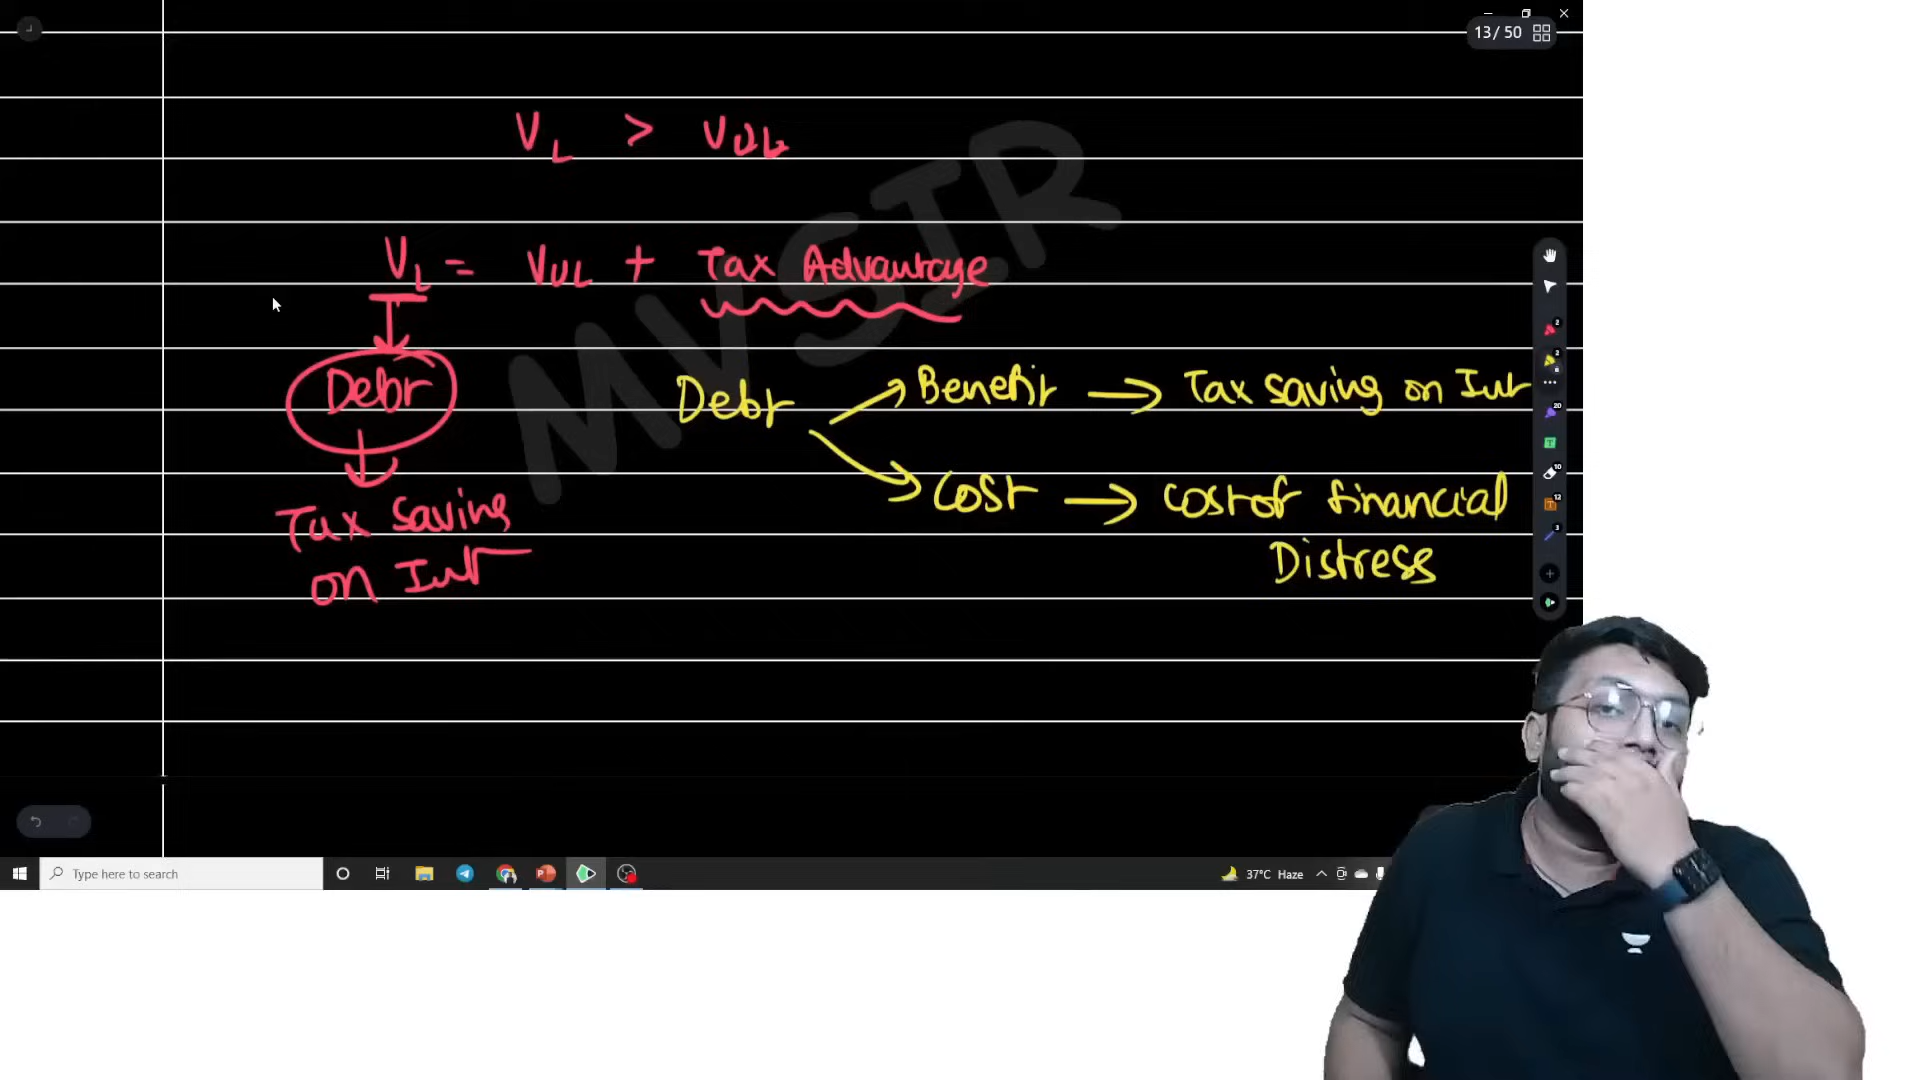 13/ 50
VL > VUL
VL = VUL + Tax Advantage
Debt
Tax Saving
on Int
Debt
Benefit → Tax saving on Int
Cost → Cost of financial
Distress
MVSIR
Type here to search
37°C Haze